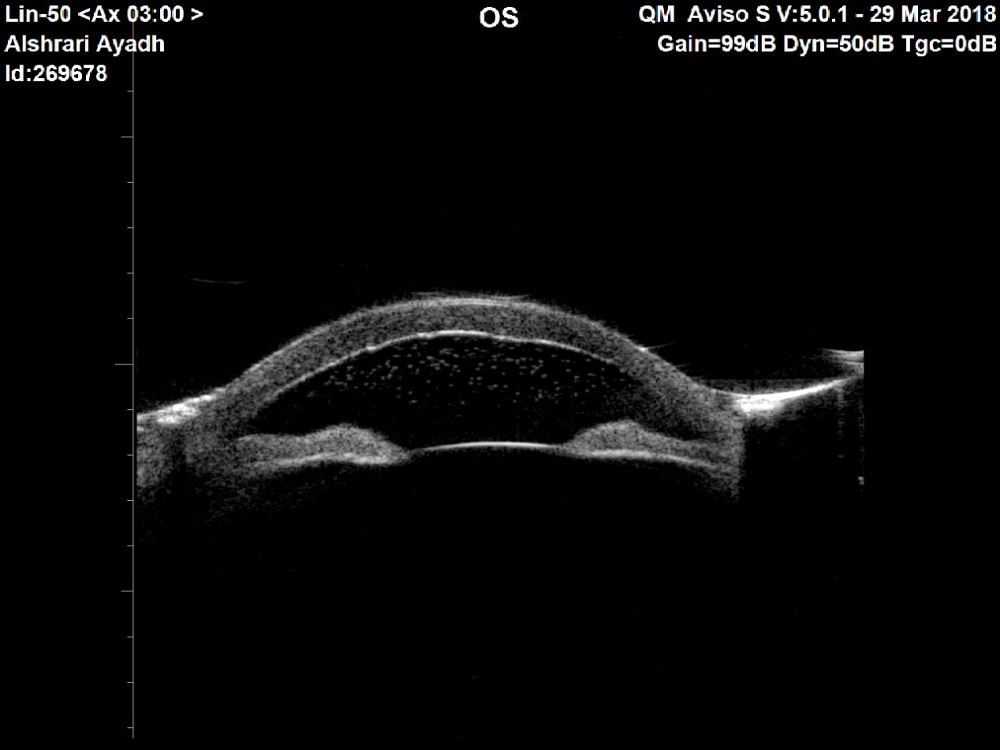 Lin-50 <Ax 03:00 >
Alshrari Ayadh
Id:269678
OS
QM Aviso S V:5.0.1 - 29 Mar 2018
Gain=99dB Dyn=50dB Tgc=0dB